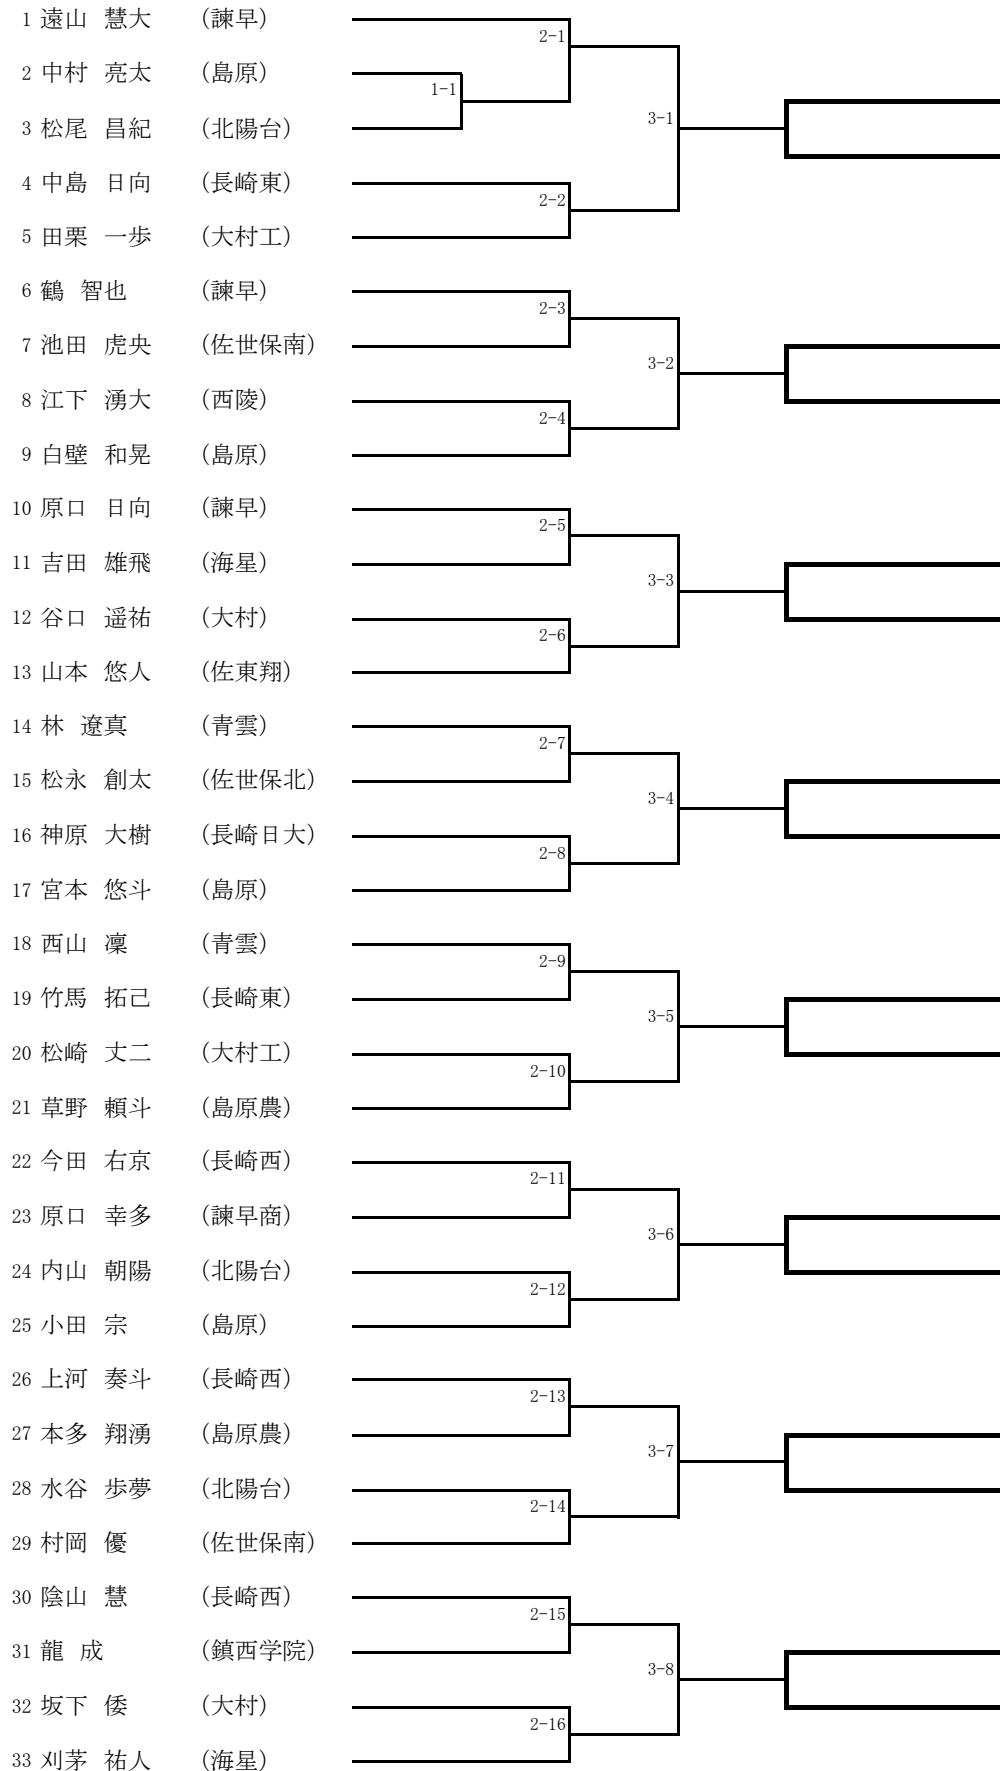 1 遠山 慧大 （諫早）
2-1
2 中村 亮太 （島原）
1-1
3 松尾 昌紀 （北陽台）
3-1
4 中島 日向 （長崎東）
2-2
5 田栗 一歩 （大村工）
6 鶴 智也 （諫早）
2-3
7 池田 虎央 （佐世保南）
3-2
8 江下 湧大 （西陵）
2-4
9 白壁 和晃 （島原）
10 原口 日向 （諫早）
2-5
11 吉田 雄飛 （海星）
3-3
12 谷口 遥祐 （大村）
2-6
13 山本 悠人 （佐東翔）
14 林 遼真 （青雲）
2-7
15 松永 創太 （佐世保北）
3-4
16 神原 大樹 （長崎日大）
2-8
17 宮本 悠斗 （島原）
18 西山 凜 （青雲）
2-9
19 竹馬 拓己 （長崎東）
3-5
20 松崎 丈二 （大村工）
2-10
21 草野 頼斗 （島原農）
22 今田 右京 （長崎西）
2-11
23 原口 幸多 （諫早商）
3-6
24 内山 朝陽 （北陽台）
2-12
25 小田 宗 （島原）
26 上河 奏斗 （長崎西）
2-13
27 本多 翔湧 （島原農）
3-7
28 水谷 歩夢 （北陽台）
2-14
29 村岡 優 （佐世保南）
30 陰山 慧 （長崎西）
2-15
31 龍 成 （鎮西学院）
3-8
32 坂下 倭 （大村）
2-16
33 刈茅 祐人 （海星）